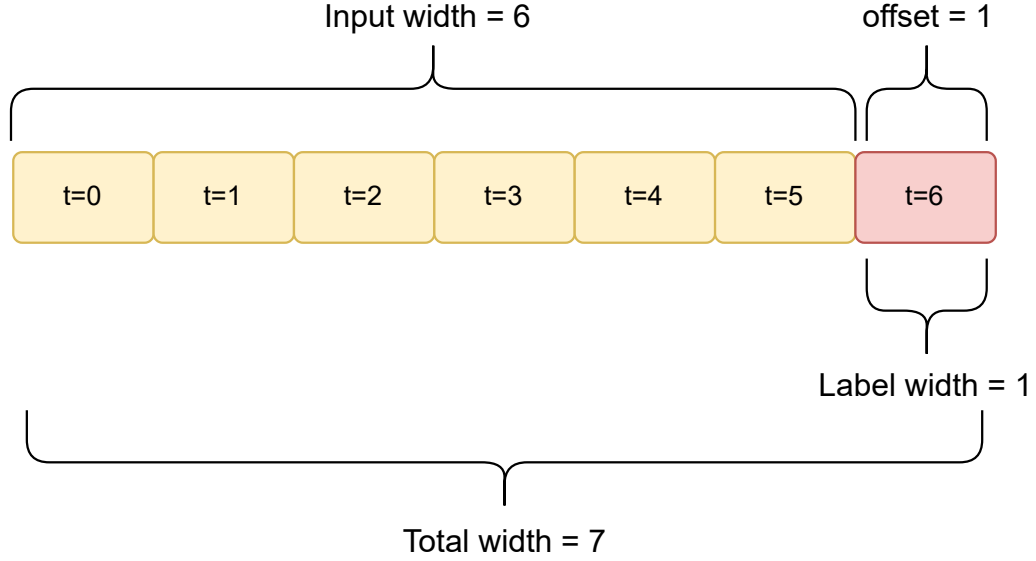 Input width = 6
offset = 1
t=0
t=1
t=2
t=3
t=4
t=5
t=6
Label width = 1
Total width = 7